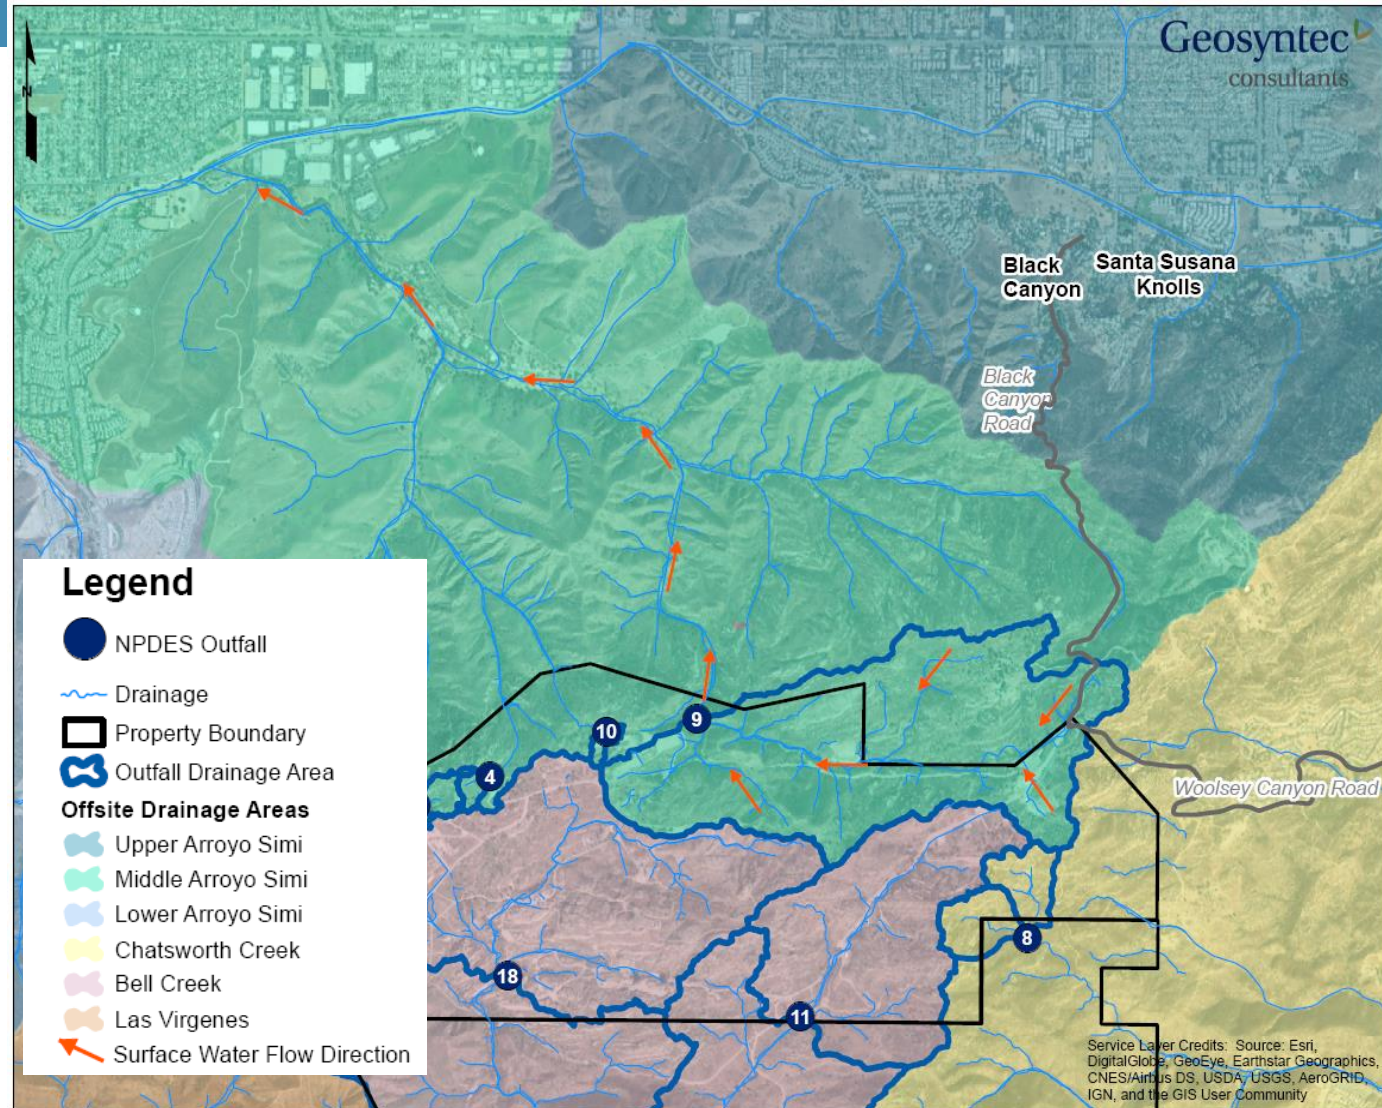 Geosyntec
consultants
N
Black
Canyon
Santa Susana
Knolls
Black
Canyon
Road
9
10
4
Woolsey Canyon Road
8
18
11
Legend
NPDES Outfall
Drainage
Property Boundary
Outfall Drainage Area
Offsite Drainage Areas
Upper Arroyo Simi
Middle Arroyo Simi
Lower Arroyo Simi
Chatsworth Creek
Bell Creek
Las Virgenes
Surface Water Flow Direction
Service Layer Credits: Source: Esri,
DigitalGlobe, GeoEye, Earthstar Geographics,
CNES/Airbus DS, USDA, USGS, AeroGRID,
IGN, and the GIS User Community